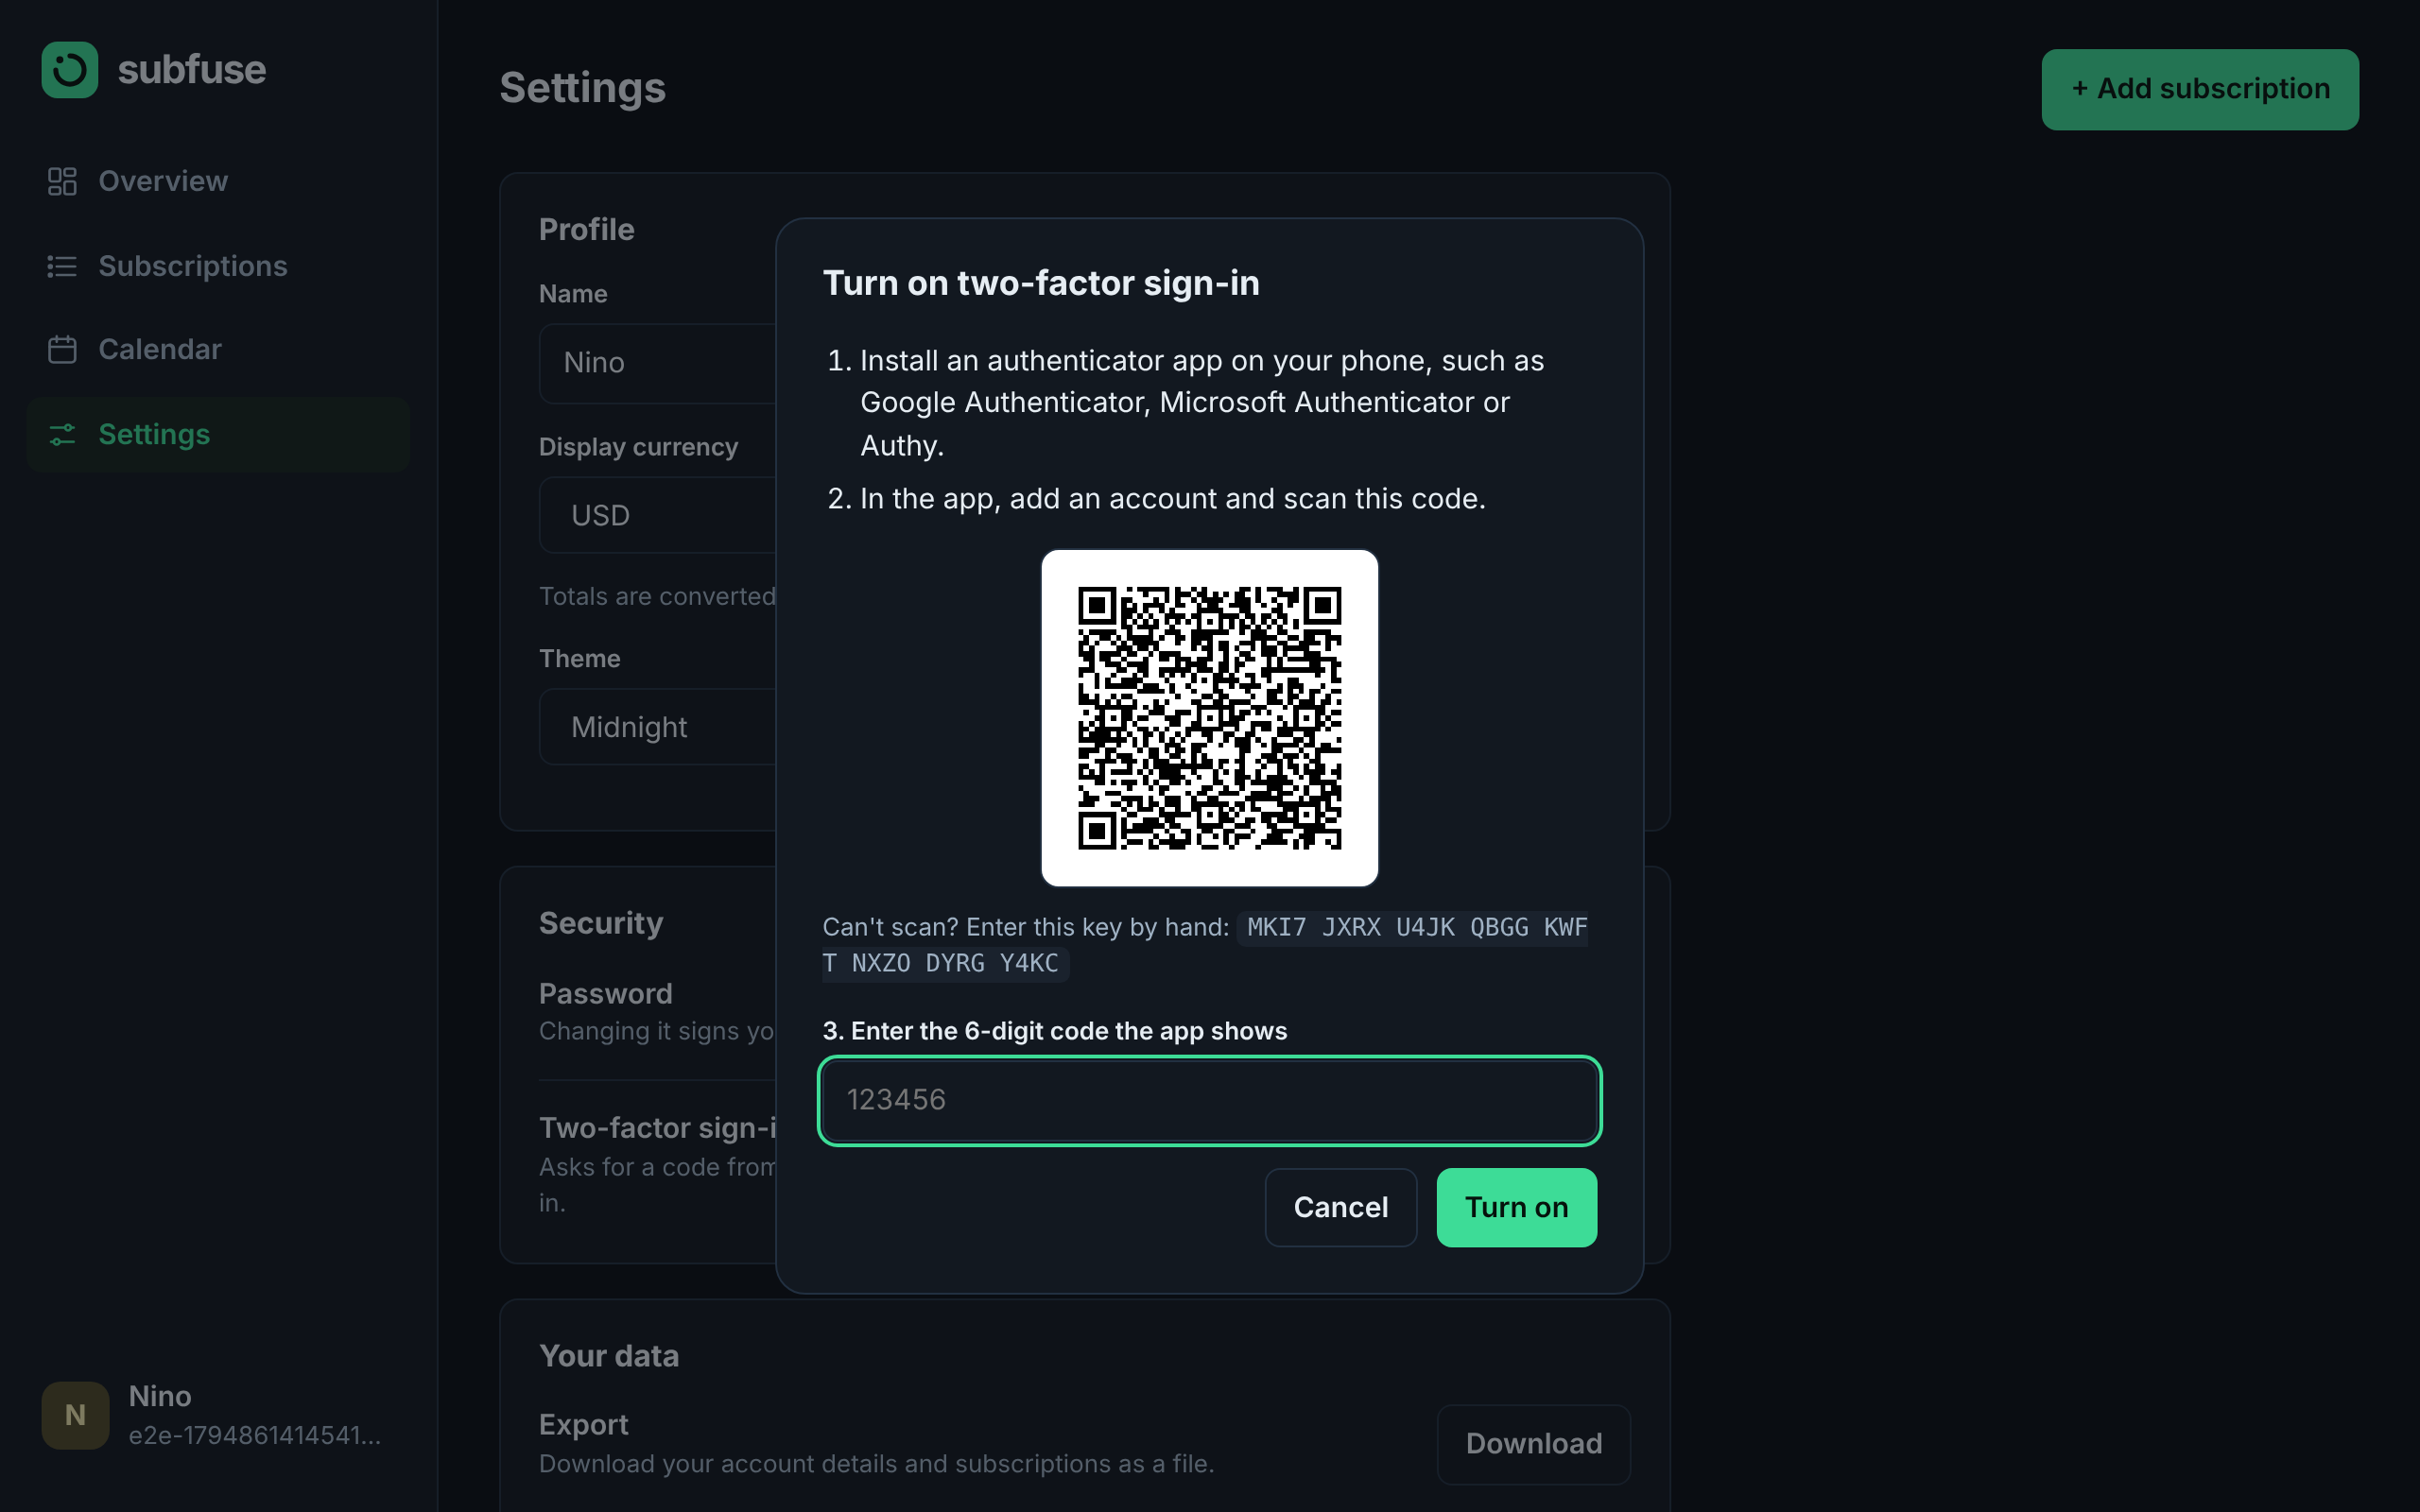 subfuse
Overview
Subscriptions
Calendar
Settings
Nino
N
e2e-1794861414541...
Settings
+ Add subscription
Profile
Name
Nino
Display currency
USD
Totals are converted
Theme
Midnight
Security
Password
Changing it signs yo
Two-factor sign-i
Asks for a code from
in.
Your data
Export
Download your account details and subscriptions as a file.
Download
Turn on two-factor sign-in
1. Install an authenticator app on your phone, such as
Google Authenticator, Microsoft Authenticator or
Authy.
2. In the app, add an account and scan this code.
Can't scan? Enter this key by hand: MKI7 JXRX U4JK QBGG KWF
T NXZO DYRG Y4KC
3. Enter the 6-digit code the app shows
123456
Cancel
Turn on